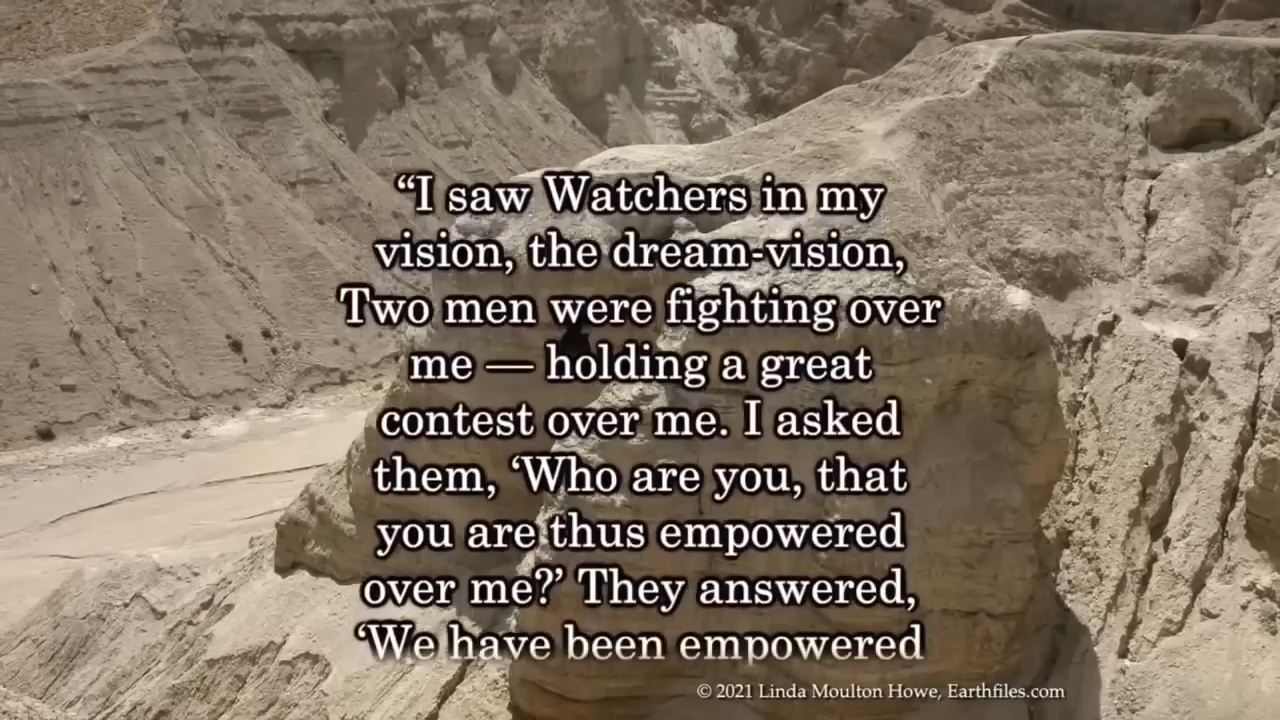 “I saw Watchers in my
vision, the dream-vision,
Two men were fighting over
me — holding a great
contest over me. I asked
them, ‘Who are you, that
you are thus empowered
over me?’ They answered,
‘We have been empowered
© 2021 Linda Moulton Howe, Earthfiles.com